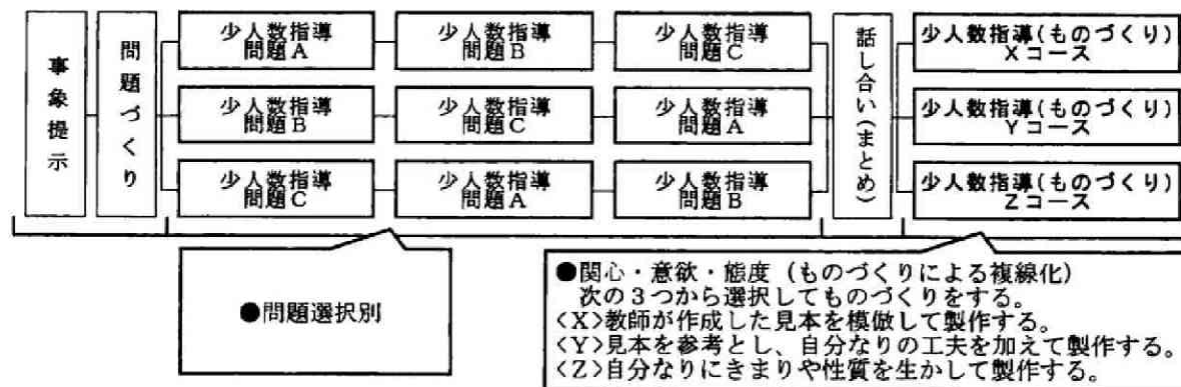 事象提示
問題づくり
少人数指導
問題A
少人数指導
問題B
少人数指導
問題C
少人数指導
問題B
少人数指導
問題C
少人数指導
問題A
少人数指導
問題C
少人数指導
問題A
少人数指導
問題B
話し合い(まとめ)
少人数指導(ものづくり)
Xコース
少人数指導(ものづくり)
Yコース
少人数指導(ものづくり)
Zコース
●問題選択別
●関心・意欲・態度(ものづくりによる複線化)
次の3つから選択してものづくりをする。
<X>教師が作成した見本を模倣して製作する。
<Y>見本を参考とし、自分なりの工夫を加えて製作する。
<Z>自分なりにきまりや性質を生かして製作する。